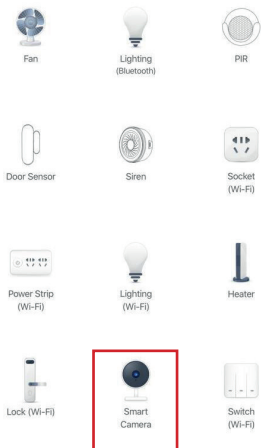 Fan
Lighting
(Bluetooth)
PIR
Door Sensor
Siren
Socket
(Wi-Fi)
Power Strip
(Wi-Fi)
Lighting
(Wi-Fi)
Heater
Lock (Wi-Fi)
Smart
Camera
Switch
(Wi-Fi)